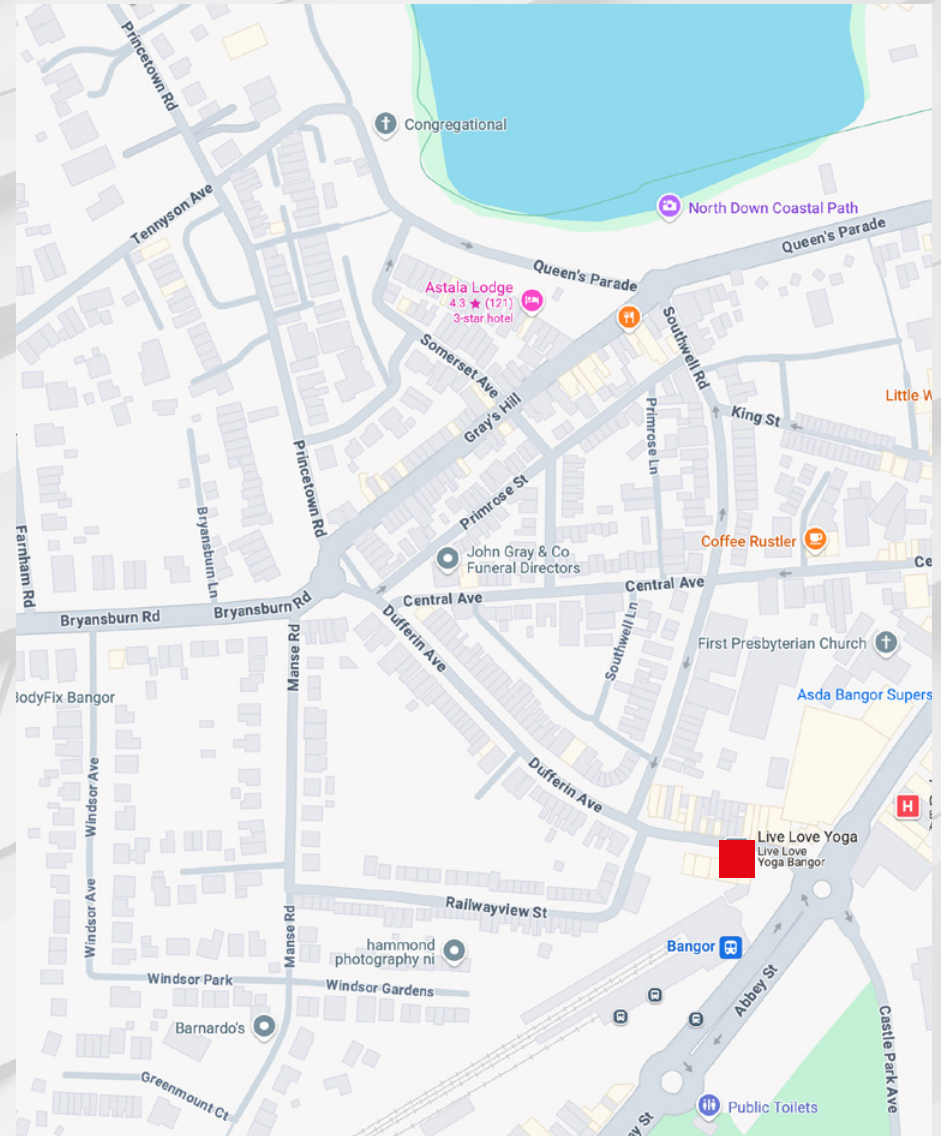 Princetown Rd
Congregational
Tennyson Ave
North Down Coastal Path
Queen's Parade
Queen's Parade
Astala Lodge
4.3 ★ (121)
3-star hotel
Somerset Ave
Southwell Rd
Gray's Hill
Little W
Primrose Ln
King St
Princetown Rd
Primrose St
Bryansburn Ln
Farnham Rd
Coffee Rustler
John Gray & Co
Funeral Directors
Ce
Central Ave
Central Ave
Bryansburn Rd
Bryansburn Rd
Dufferin Ave
Southwell Ln
First Presbyterian Church
Manse Rd
BodyFix Bangor
Asda Bangor Supers
Windsor Ave
Dufferin Ave
H
Live Love Yoga
Live Love
Yoga Bangor
Windsor Ave
Manse Rd
Railwayview St
hammond
photography ni
Bangor
Windsor Park
Windsor Gardens
Abbey St
Barnardo's
Castle Park Ave
Greenmount Ct
Public Toilets
ey St